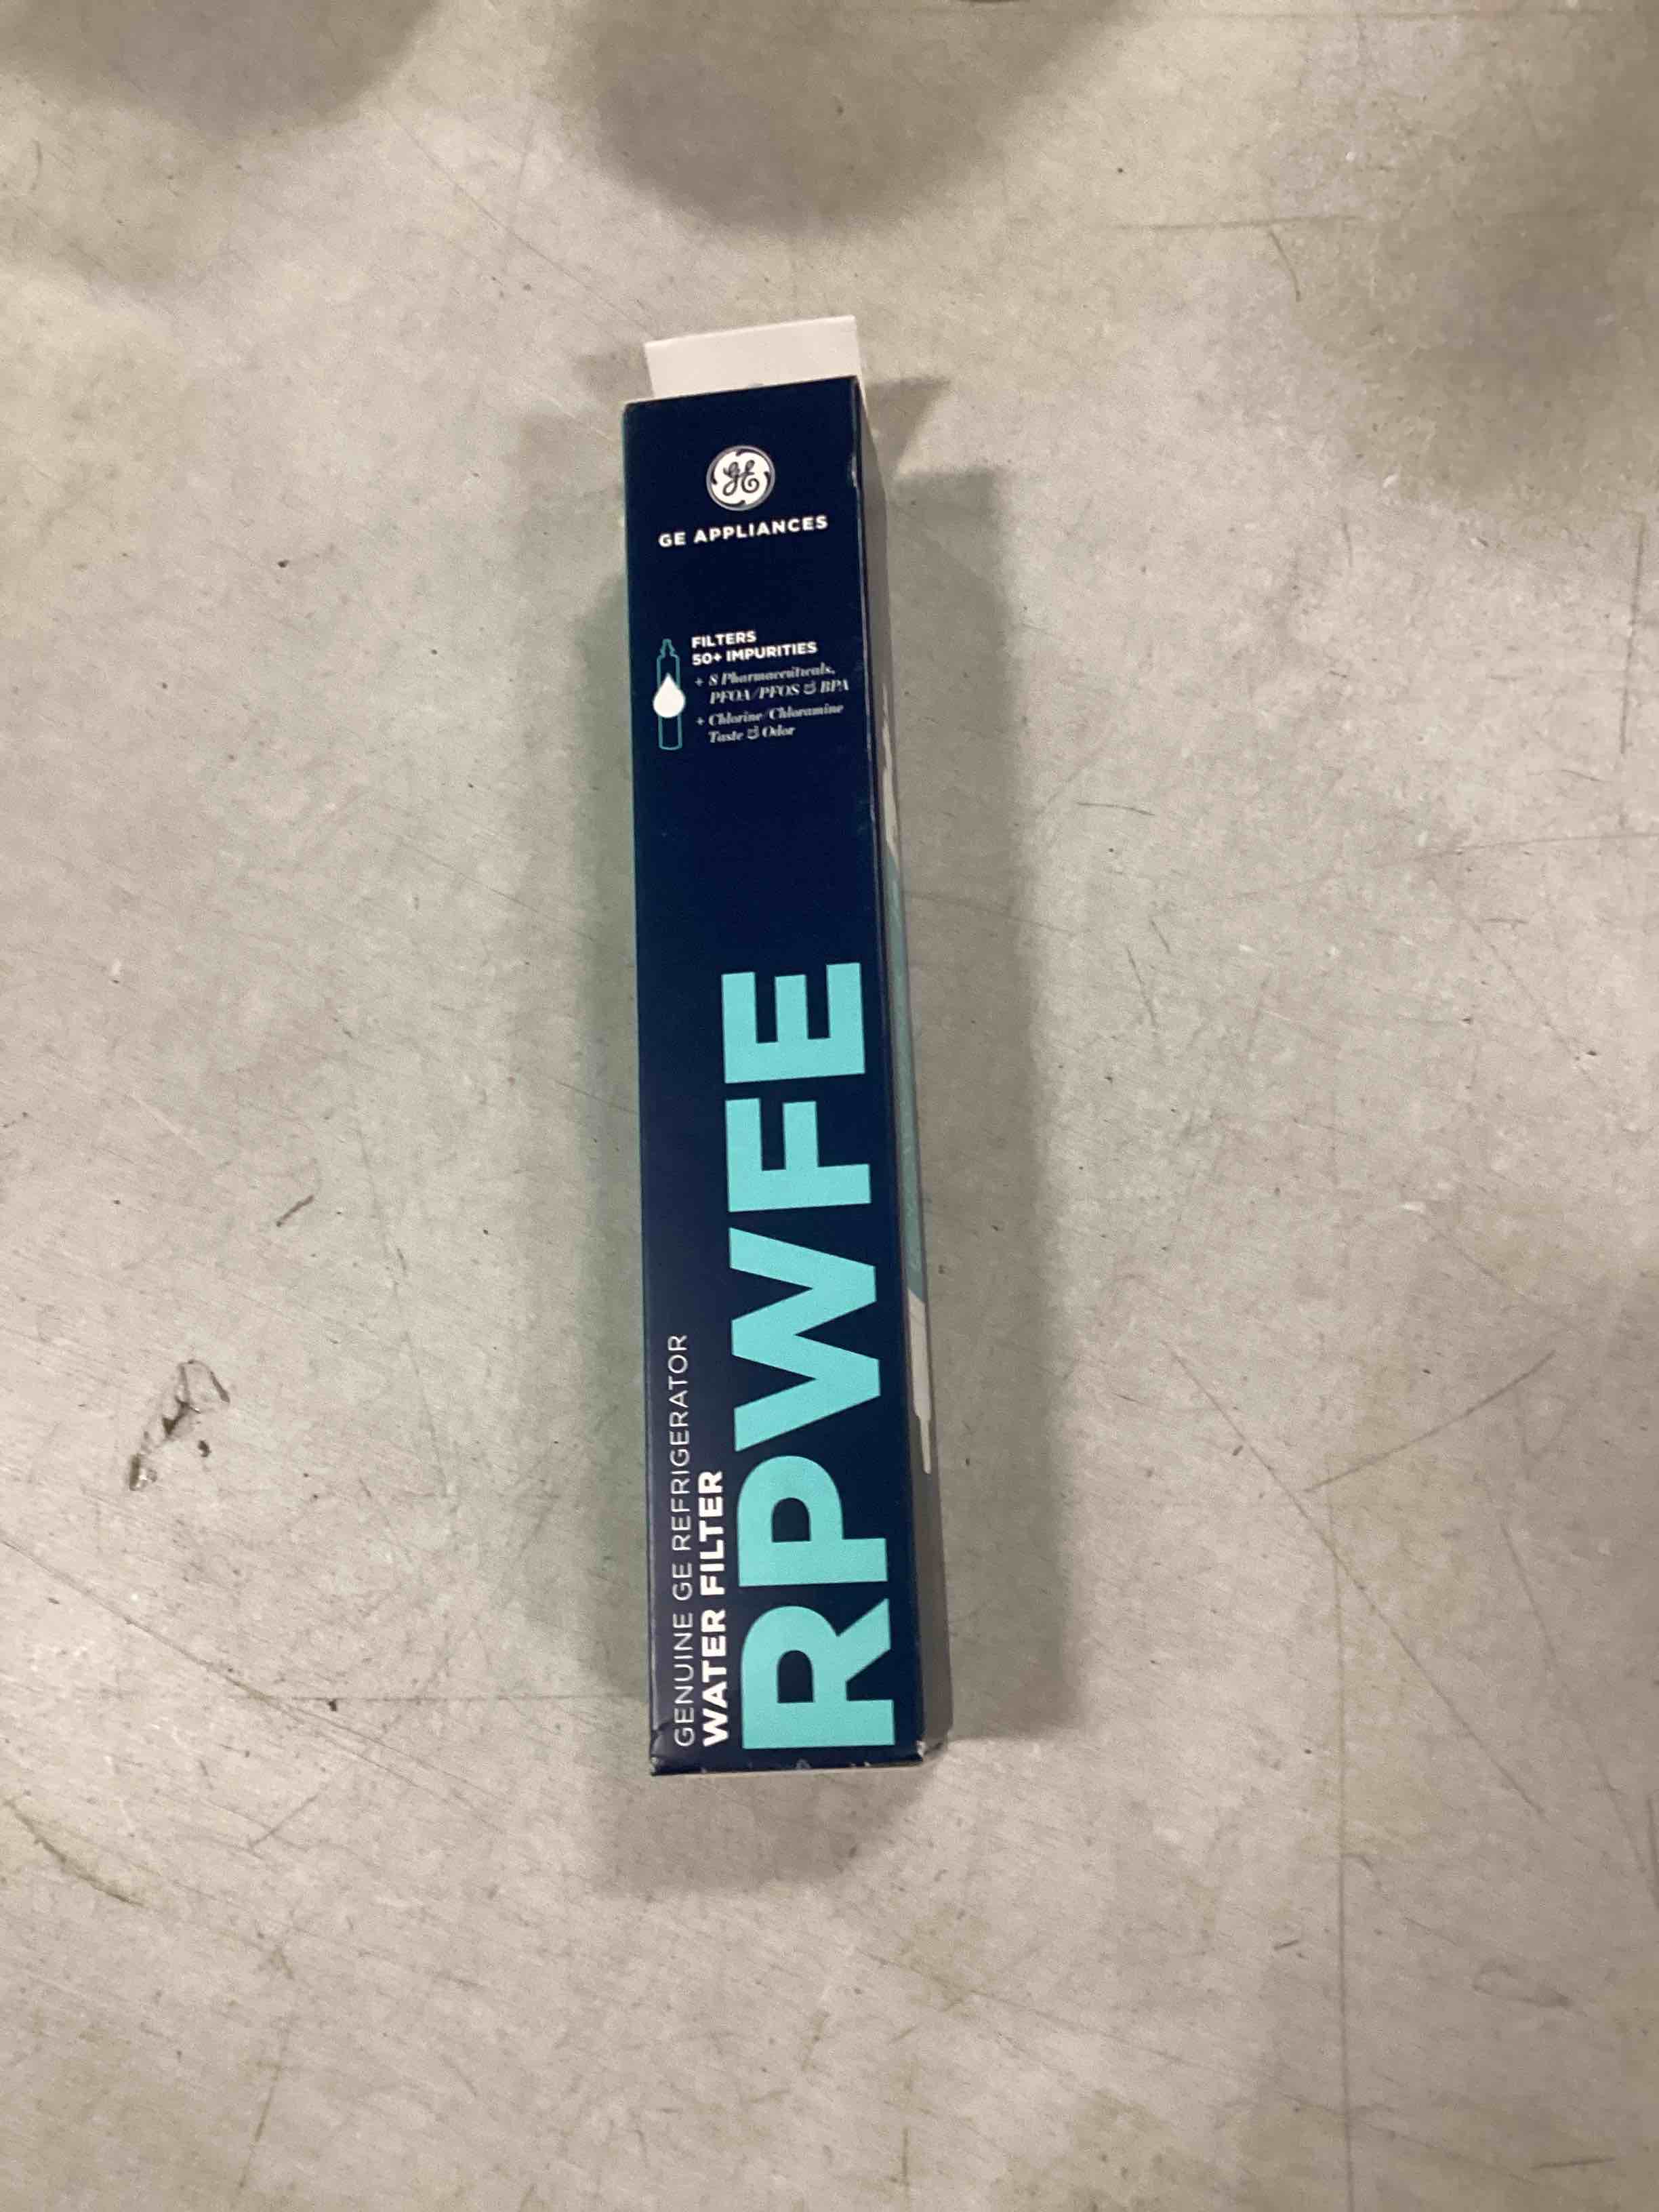 GE
GE APPLIANCES
FILTERS
50+ IMPURITIES
+ 8 Pharmaceuticals,
PFOA/PFOS & BPA
+ Chlorine/Chloramine
Taste & Odor
GENUINE GE REFRIGERATOR
WATER FILTER
RPWFE